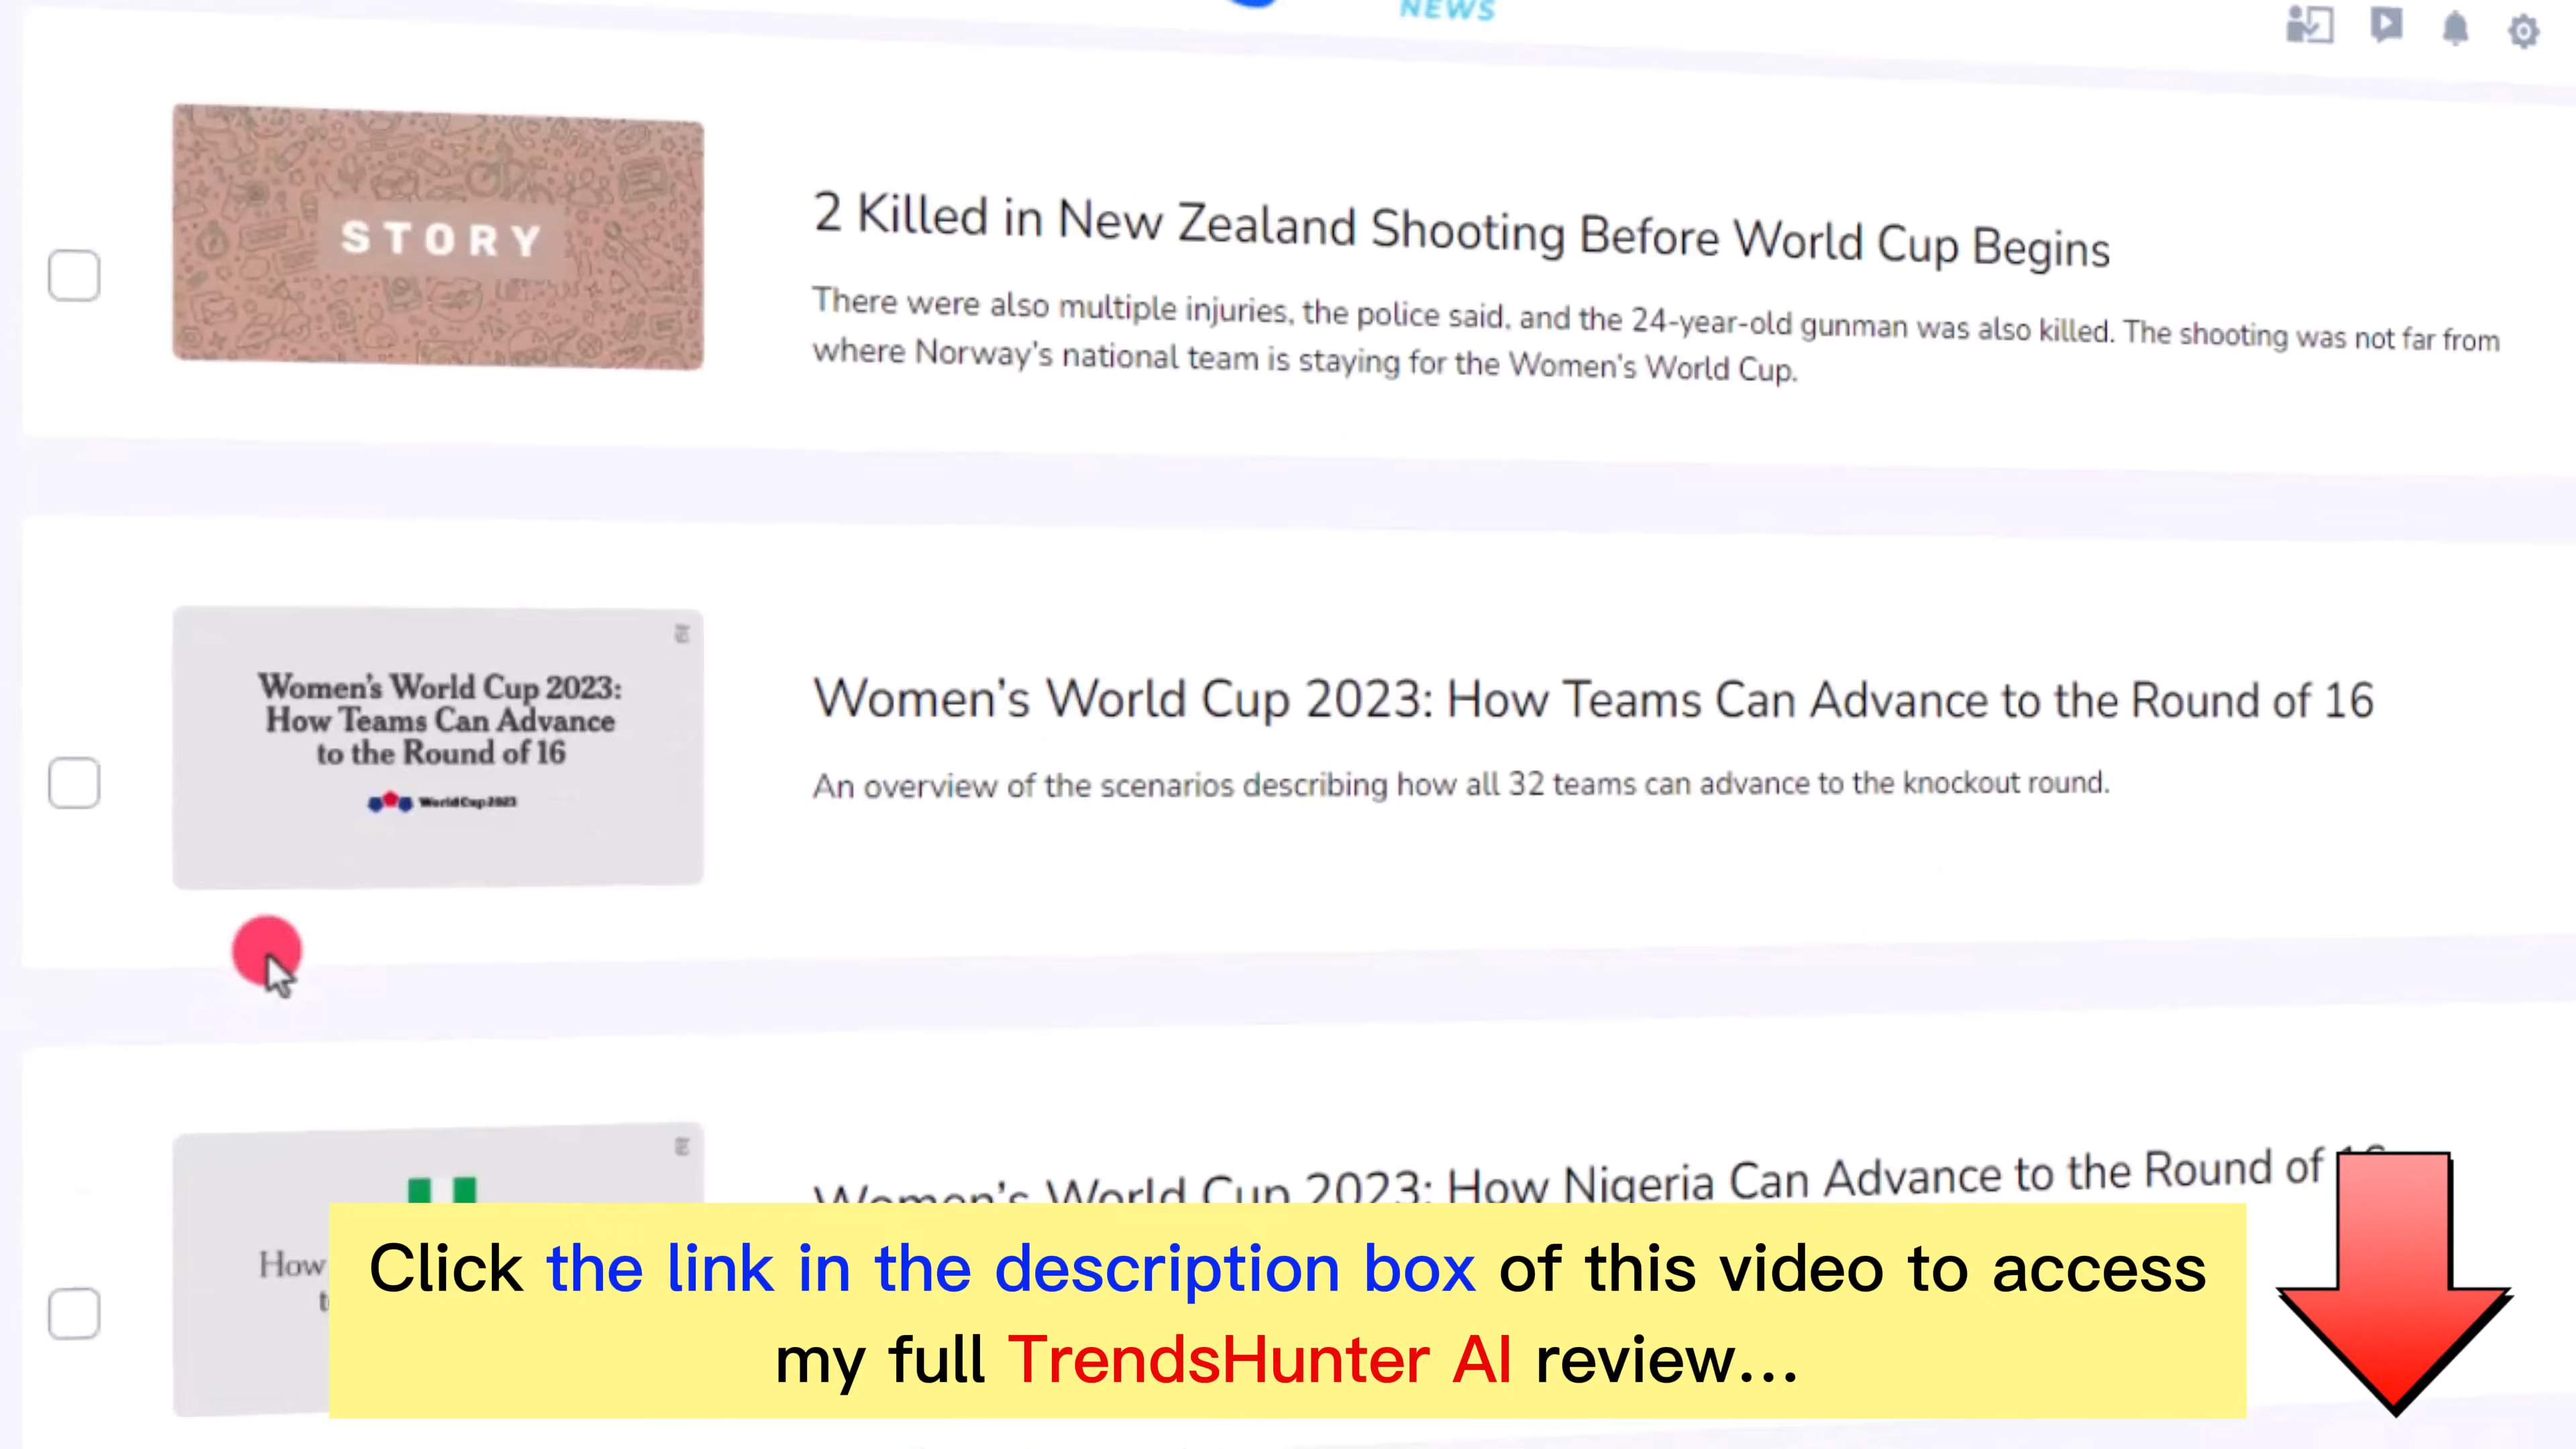 NEWS
STORY
2 Killed in New Zealand Shooting Before World Cup Begins
There were also multiple injuries, the police said, and the 24-year-old gunman was also killed. The shooting was not far from
where Norway's national team is staying for the Women's World Cup.
Women's World Cup 2023:
How Teams Can Advance
to the Round of 16
WorldCup2023
Women's World Cup 2023: How Teams Can Advance to the Round of 16
An overview of the scenarios describing how all 32 teams can advance to the knockout round.
Women's World Cup 2023: How Nigeria Can Advance to the Round of
How
Click the link in the description box of this video to access
my full TrendsHunter AI review...